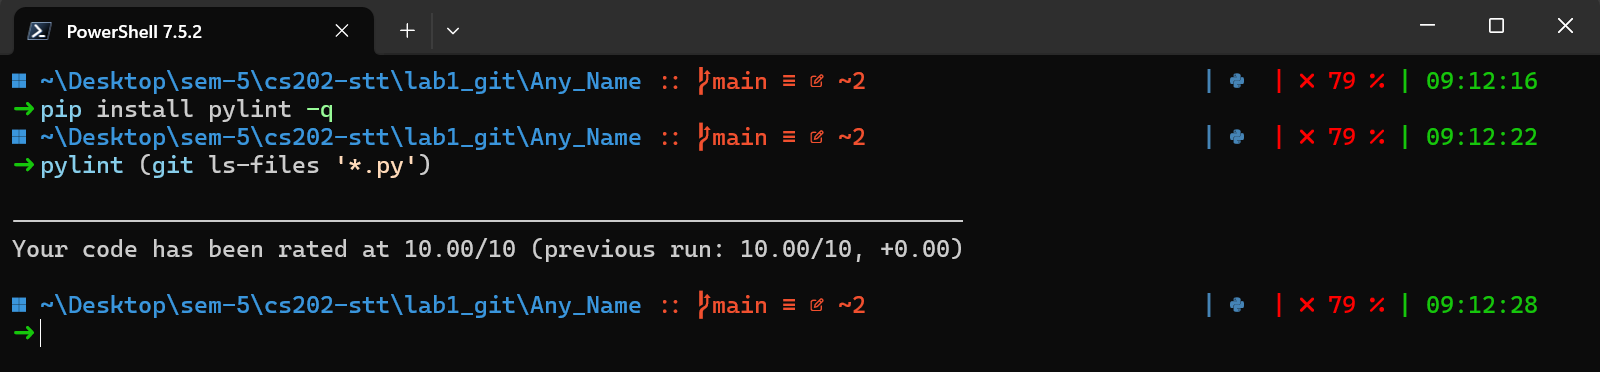 PowerShell 7.5.2
~\Desktop\sem-5\cs202-stt\lab1_git\Any_Name :: main ≡ ~2 | | × 79 % | 09:12:16
→pip install pylint -q
~\Desktop\sem-5\cs202-stt\lab1_git\Any_Name :: main ≡ ~2 | | × 79 % | 09:12:22
→pylint (git ls-files '*.py')
Your code has been rated at 10.00/10 (previous run: 10.00/10, +0.00)
~\Desktop\sem-5\cs202-stt\lab1_git\Any_Name :: main ≡ ~2 | | × 79 % | 09:12:28
→